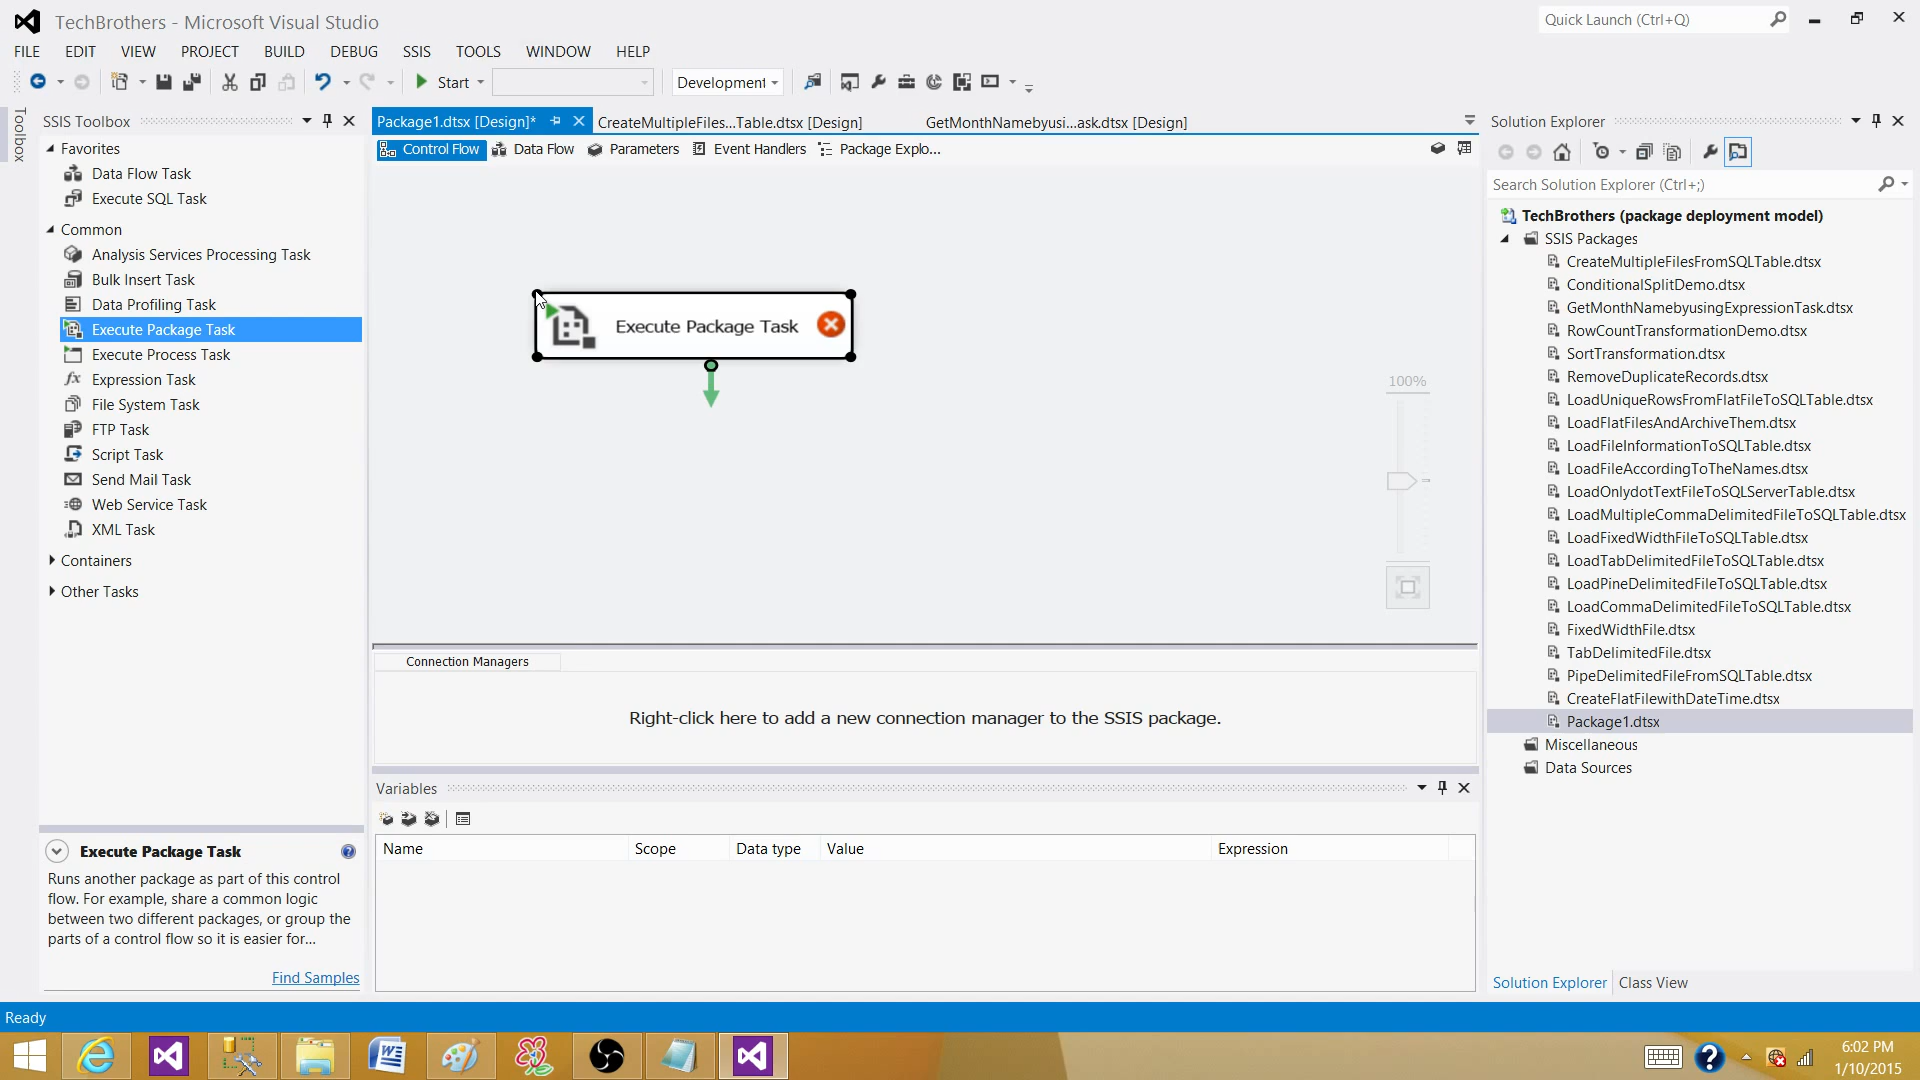 TechBrothers - Microsoft Visual Studio
Quick Launch (Ctrl+Q)
FILE EDIT VIEW PROJECT BUILD DEBUG SSIS TOOLS WINDOW HELP
Start Development
Toolbox
SSIS Toolbox
Favorites
Data Flow Task
Execute SQL Task
Common
Analysis Services Processing Task
Bulk Insert Task
Data Profiling Task
Execute Package Task
Execute Process Task
Expression Task
File System Task
FTP Task
Script Task
Send Mail Task
Web Service Task
XML Task
Containers
Other Tasks
Execute Package Task
Runs another package as part of this control
flow. For example, share a common logic
between two different packages, or group the
parts of a control flow so it is easier for...
Find Samples
Package1.dtsx [Design]* CreateMultipleFiles...Table.dtsx [Design] GetMonthNamebyusi...ask.dtsx [Design]
Control Flow Data Flow Parameters Event Handlers Package Explo...
Execute Package Task
100%
Connection Managers
Right-click here to add a new connection manager to the SSIS package.
Variables
Name Scope Data type Value Expression
Solution Explorer
Search Solution Explorer (Ctrl+;)
TechBrothers (package deployment model)
SSIS Packages
CreateMultipleFilesFromSQLTable.dtsx
ConditionalSplitDemo.dtsx
GetMonthNamebyusingExpressionTask.dtsx
RowCountTransformationDemo.dtsx
SortTransformation.dtsx
RemoveDuplicateRecords.dtsx
LoadUniqueRowsFromFlatFileToSQLTable.dtsx
LoadFlatFilesAndArchiveThem.dtsx
LoadFileInformationToSQLTable.dtsx
LoadFileAccordingToTheNames.dtsx
LoadOnlydotTextFileToSQLServerTable.dtsx
LoadMultipleCommaDelimitedFileToSQLTable.dtsx
LoadFixedWidthFileToSQLTable.dtsx
LoadTabDelimitedFileToSQLTable.dtsx
LoadPineDelimitedFileToSQLTable.dtsx
LoadCommaDelimitedFileToSQLTable.dtsx
FixedWidthFile.dtsx
TabDelimitedFile.dtsx
PipeDelimitedFileFromSQLTable.dtsx
CreateFlatFilewithDateTime.dtsx
Package1.dtsx
Miscellaneous
Data Sources
Solution Explorer Class View
Ready
6:02 PM
1/10/2015